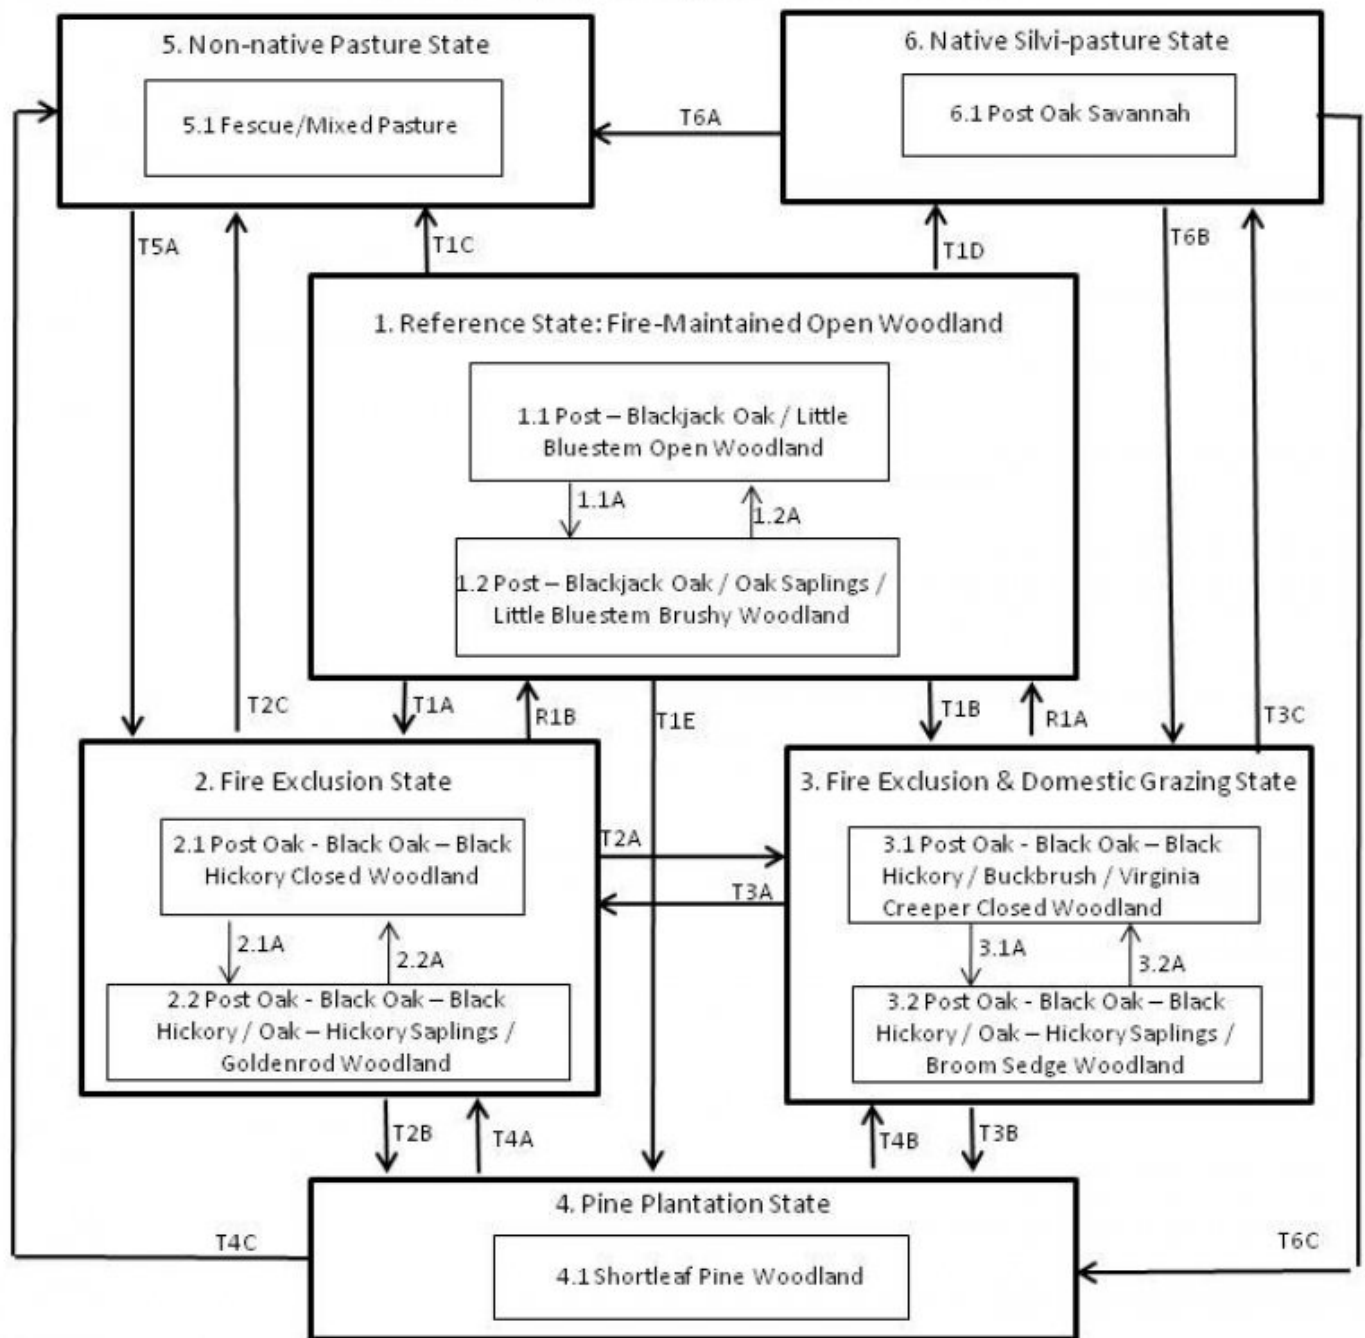 5. Non-native Pasture State
5.1 Fescue/Mixed Pasture
6. Native Silvi-pasture State
6.1 Post Oak Savannah
T6A
T5A
T1C
T1D
T6B
1. Reference State: Fire-Maintained Open Woodland
1.1 Post – Blackjack Oak / Little
Bluestem Open Woodland
1.1A
1.2A
1.2 Post – Blackjack Oak / Oak Saplings /
Little Bluestem Brushy Woodland
T2C
T1A
R1B
T1E
T1B
R1A
T3C
2. Fire Exclusion State
2.1 Post Oak - Black Oak – Black
Hickory Closed Woodland
2.1A
2.2A
2.2 Post Oak - Black Oak – Black
Hickory / Oak – Hickory Saplings /
Goldenrod Woodland
T2A
T3A
3. Fire Exclusion & Domestic Grazing State
3.1 Post Oak - Black Oak – Black
Hickory / Buckbrush / Virginia
Creeper Closed Woodland
3.1A
3.2A
3.2 Post Oak - Black Oak – Black
Hickory / Oak – Hickory Saplings /
Broom Sedge Woodland
T2B
T4A
T4B
T3B
4. Pine Plantation State
4.1 Shortleaf Pine Woodland
T4C
T6C